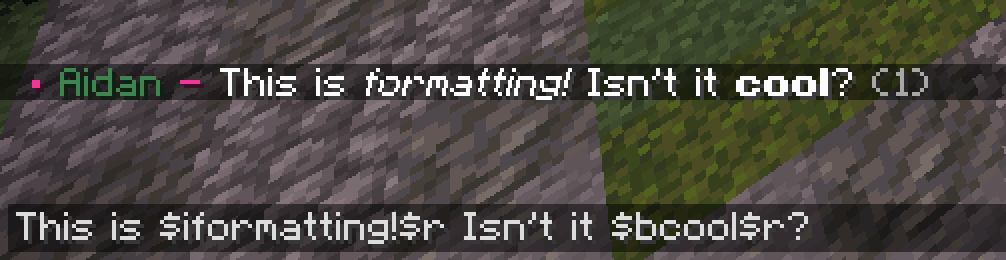 · Aidan – This is formatting! Isn't it cool? (1)
This is $iformatting!$r Isn't it $bcool$r?